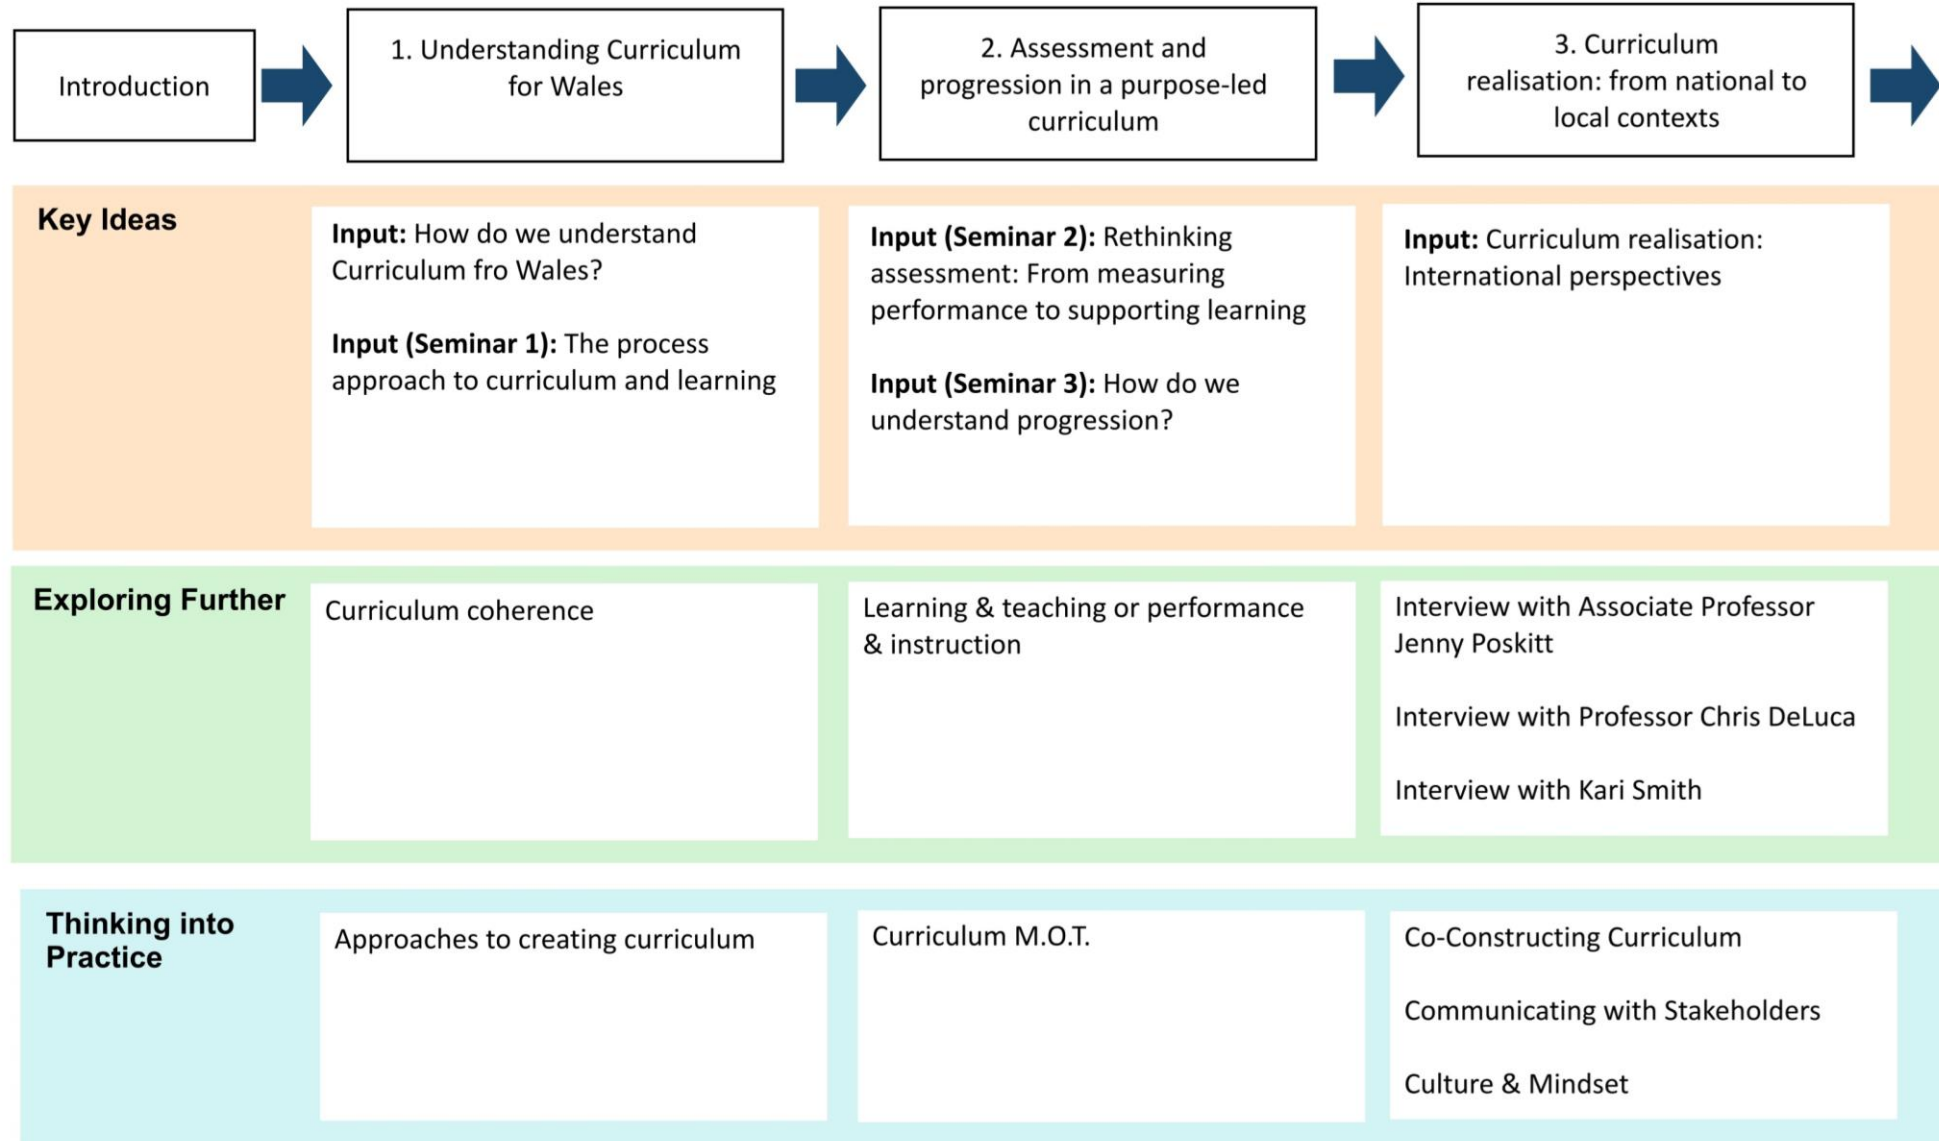 Introduction
1. Understanding Curriculum
for Wales
2. Assessment and
progression in a purpose-led
curriculum
3. Curriculum
realisation: from national to
local contexts
Key Ideas
Input: How do we understand
Curriculum fro Wales?
Input (Seminar 1): The process
approach to curriculum and learning
Input (Seminar 2): Rethinking
assessment: From measuring
performance to supporting learning
Input (Seminar 3): How do we
understand progression?
Input: Curriculum realisation:
International perspectives
Exploring Further
Curriculum coherence
Learning & teaching or performance
& instruction
Interview with Associate Professor
Jenny Poskitt
Interview with Professor Chris DeLuca
Interview with Kari Smith
Thinking into
Practice
Approaches to creating curriculum
Curriculum M.O.T.
Co-Constructing Curriculum
Communicating with Stakeholders
Culture & Mindset